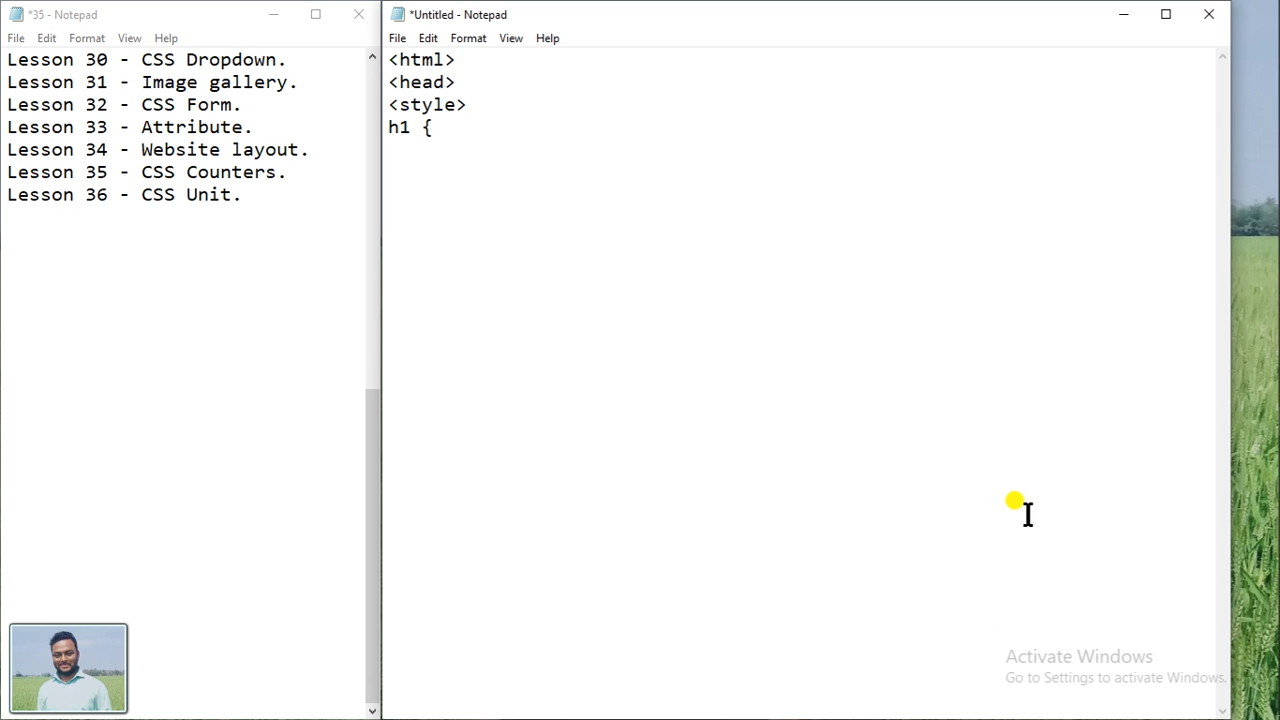 *35 - Notepad
File Edit Format View Help
Lesson 30 - CSS Dropdown.
Lesson 31 - Image gallery.
Lesson 32 - CSS Form.
Lesson 33 - Attribute.
Lesson 34 - Website layout.
Lesson 35 - CSS Counters.
Lesson 36 - CSS Unit.
*Untitled - Notepad
File Edit Format View Help
<html>
<head>
<style>
h1 {
Activate Windows
Go to Settings to activate Windows.